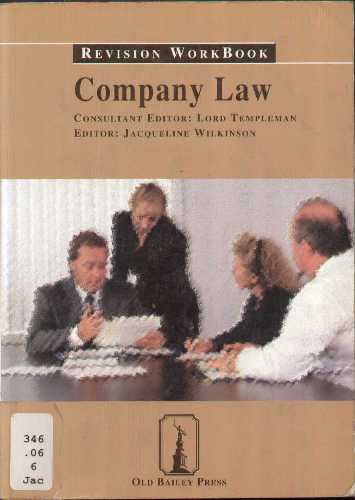 REVISION WORKBOOK
Company Law
CONSULTANT EDITOR: LORD TEMPLEMAN
EDITOR: JACQUELINE WILKINSON
346
.06
6
Jac
OLD BAILEY PRESS